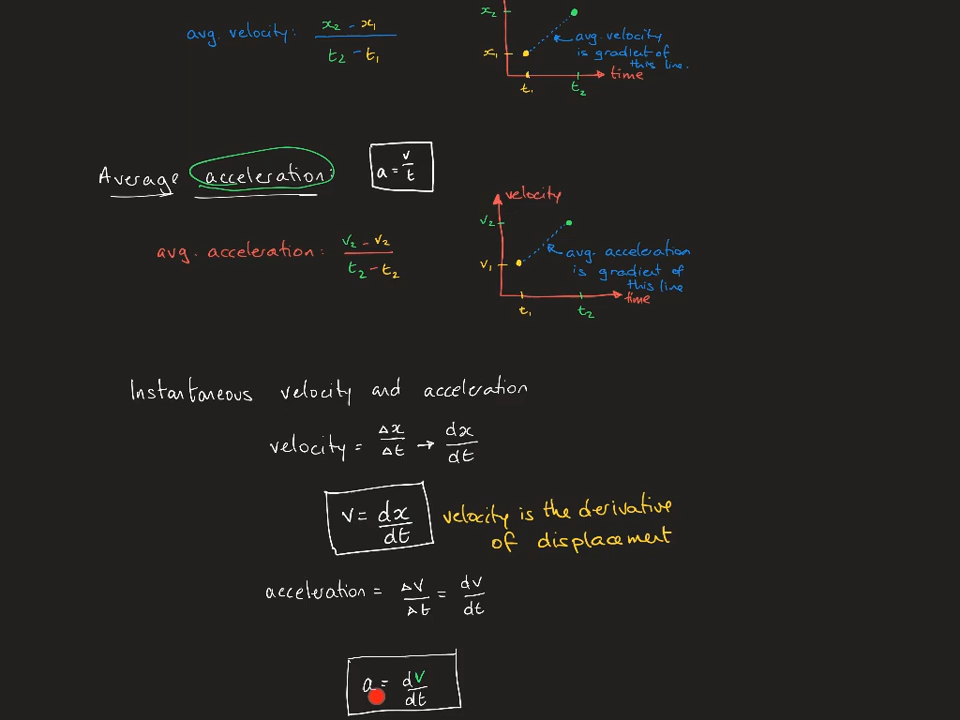 avg. velocity: x₂ - x₁ / t₂ - t₁
x₂
x₁
avg. velocity
is gradient of
this line.
time
t₁
t₂
Average acceleration:
a = v/t
velocity
v₂
v₁
avg. acceleration: v₂ - v₂ / t₂ - t₂
avg. acceleration
is gradient of
this line
time
t₁
t₂
Instantaneous velocity and acceleration
velocity = Δx/Δt → dx/dt
v = dx/dt
velocity is the derivative
of displacement
acceleration = Δv/Δt = dv/dt
a = dv/dt